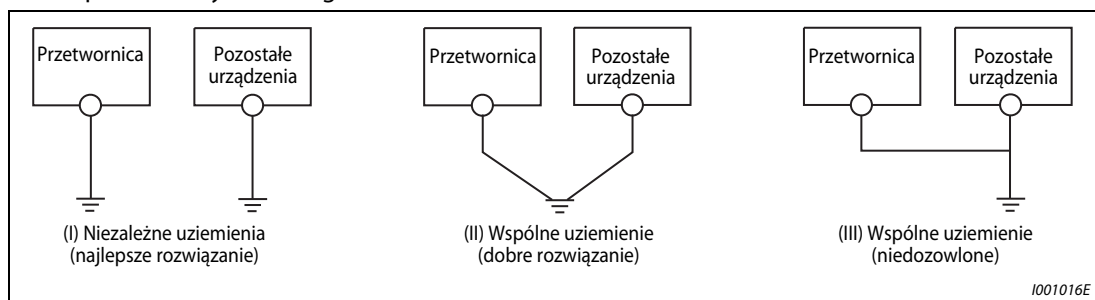 Przetwornica
Pozostałe
urządzenia
(I) Niezależne uziemienia
(najlepsze rozwiązanie)
Przetwornica
Pozostałe
urządzenia
(II) Wspólne uziemienie
(dobre rozwiązanie)
Przetwornica
Pozostałe
urządzenia
(III) Wspólne uziemienie
(niedozowlone)
I001016E